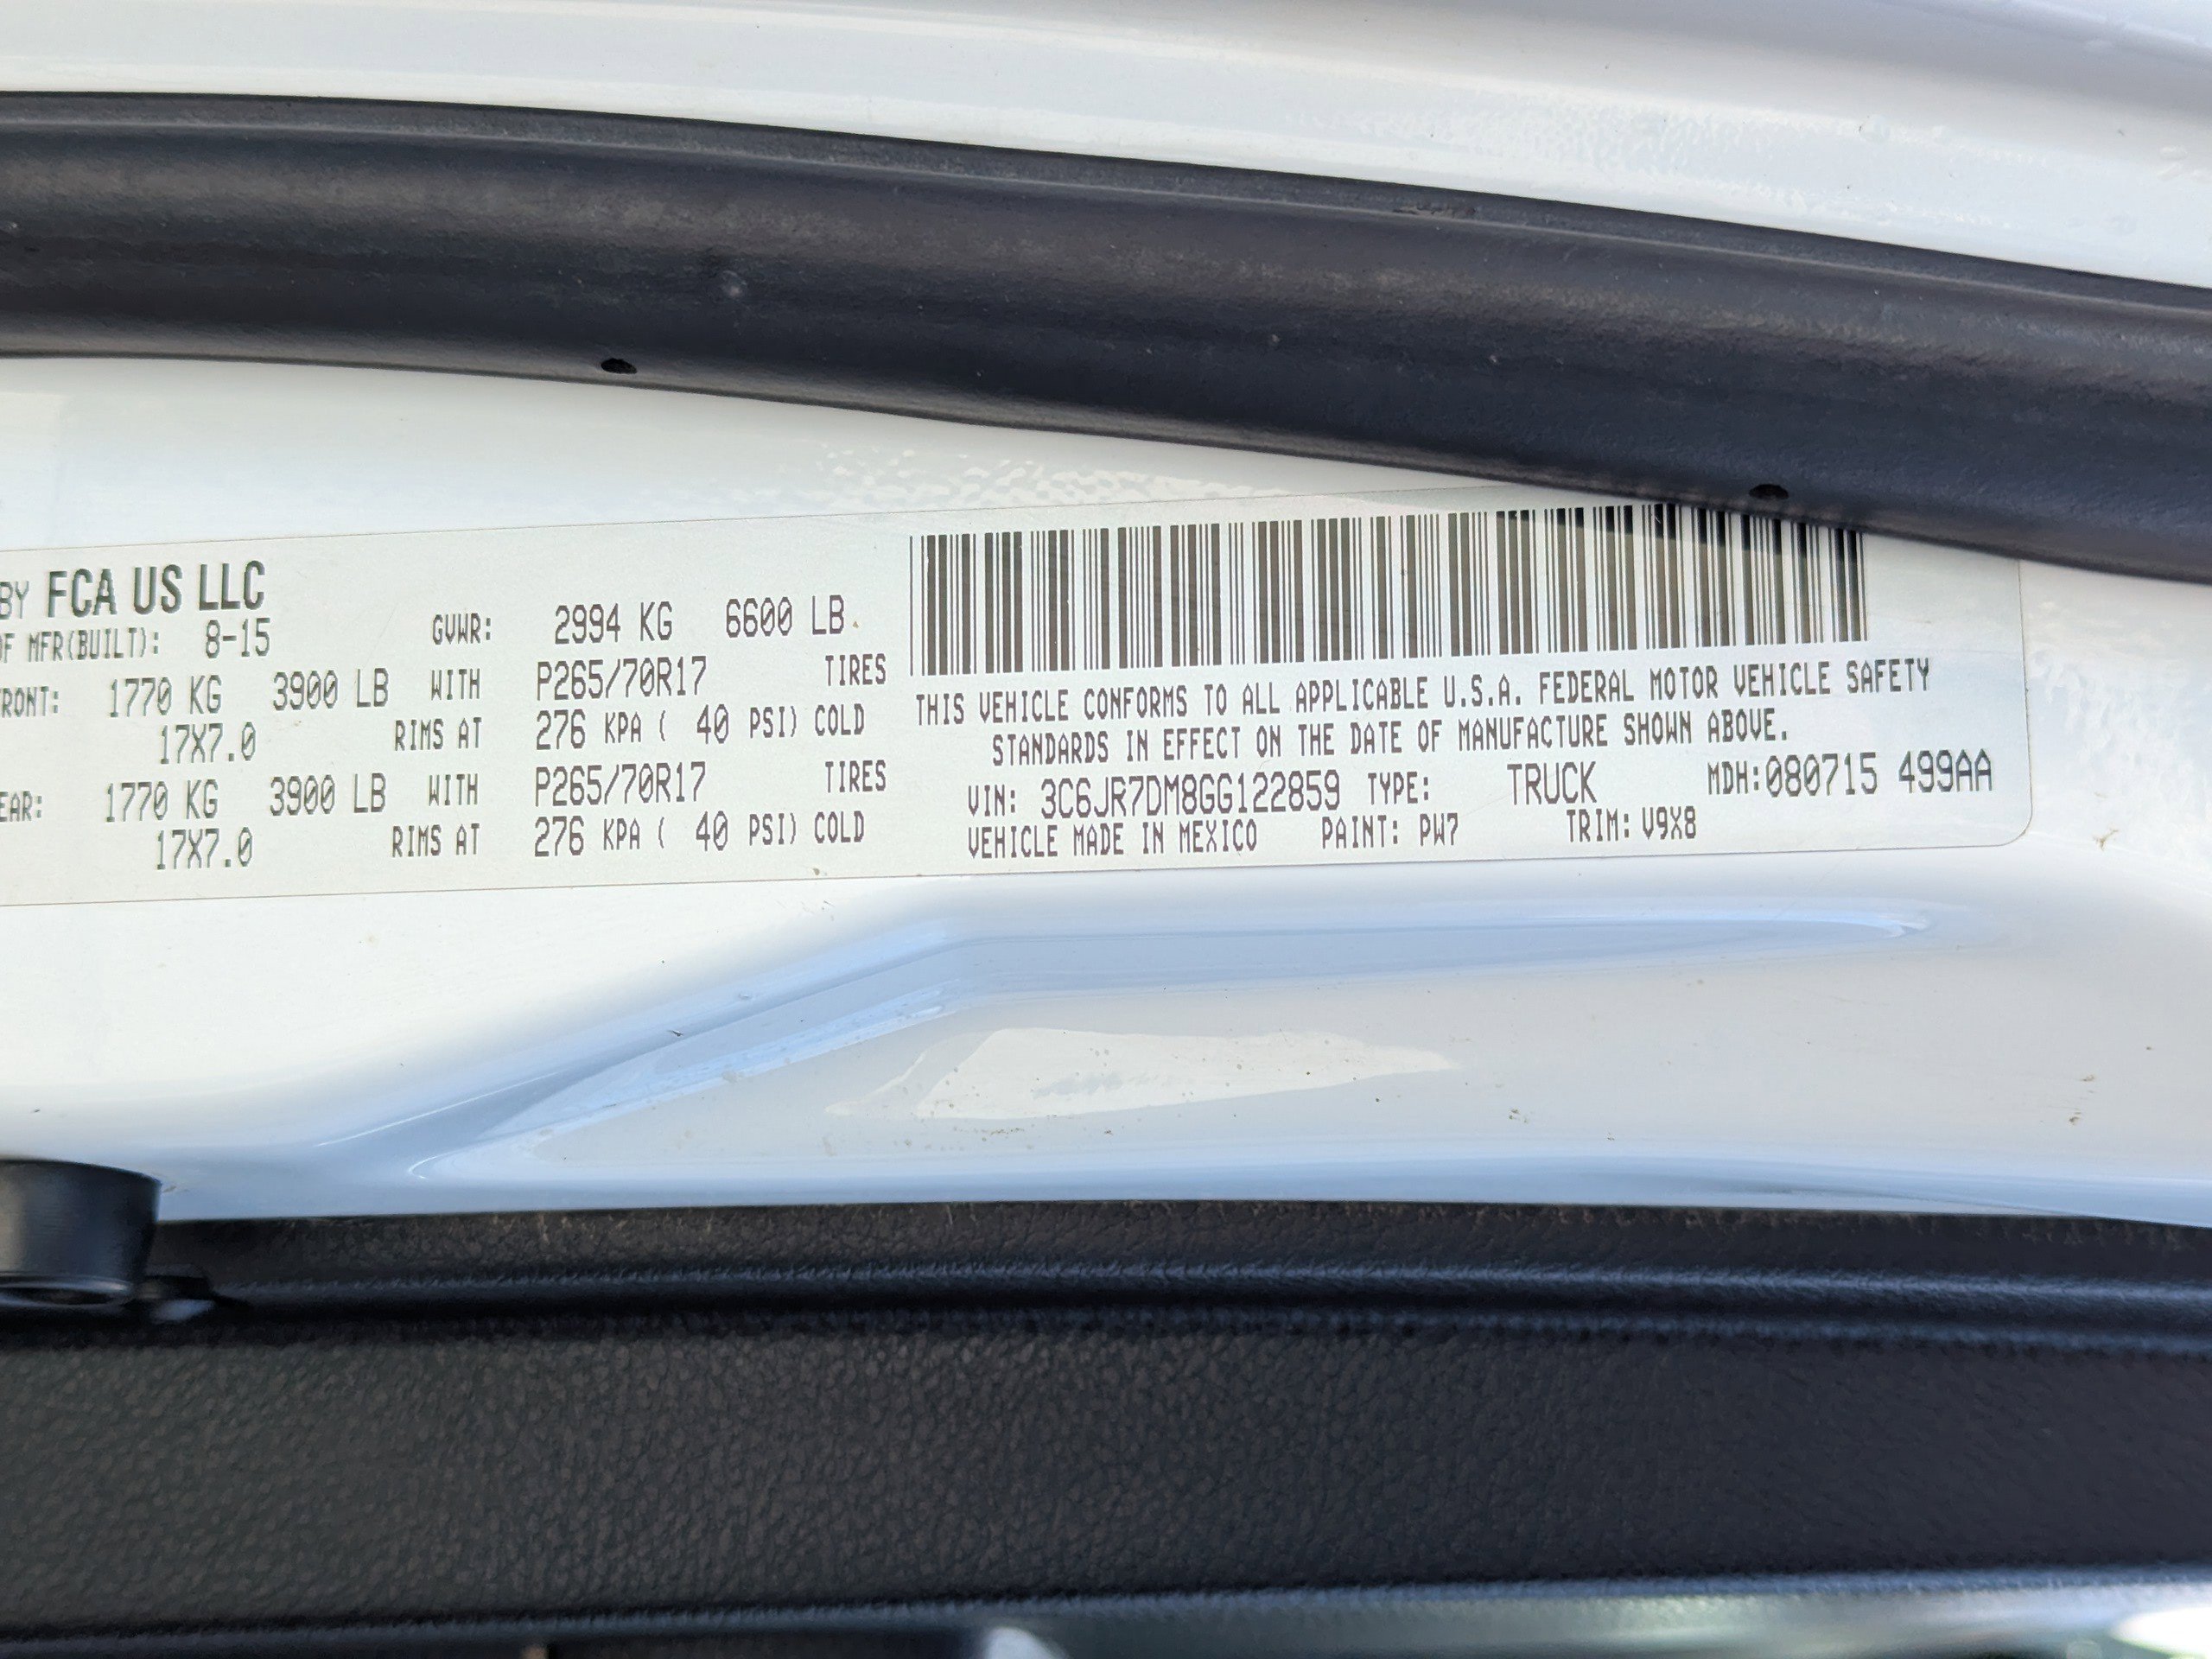 BY FCA US LLC
OF MFR(BUILT): 8-15 GVWR: 2994 KG 6600 LB
FRONT: 1770 KG 3900 LB WITH P265/70R17 TIRES
17X7.0 RIMS AT 276 KPA ( 40 PSI) COLD
EAR: 1770 KG 3900 LB WITH P265/70R17 TIRES
17X7.0 RIMS AT 276 KPA ( 40 PSI) COLD
THIS VEHICLE CONFORMS TO ALL APPLICABLE U.S.A. FEDERAL MOTOR VEHICLE SAFETY
STANDARDS IN EFFECT ON THE DATE OF MANUFACTURE SHOWN ABOVE.
VIN: 3C6JR7DM8GG122859 TYPE: TRUCK MDH:080715 499AA
VEHICLE MADE IN MEXICO PAINT: PW7 TRIM: V9X8